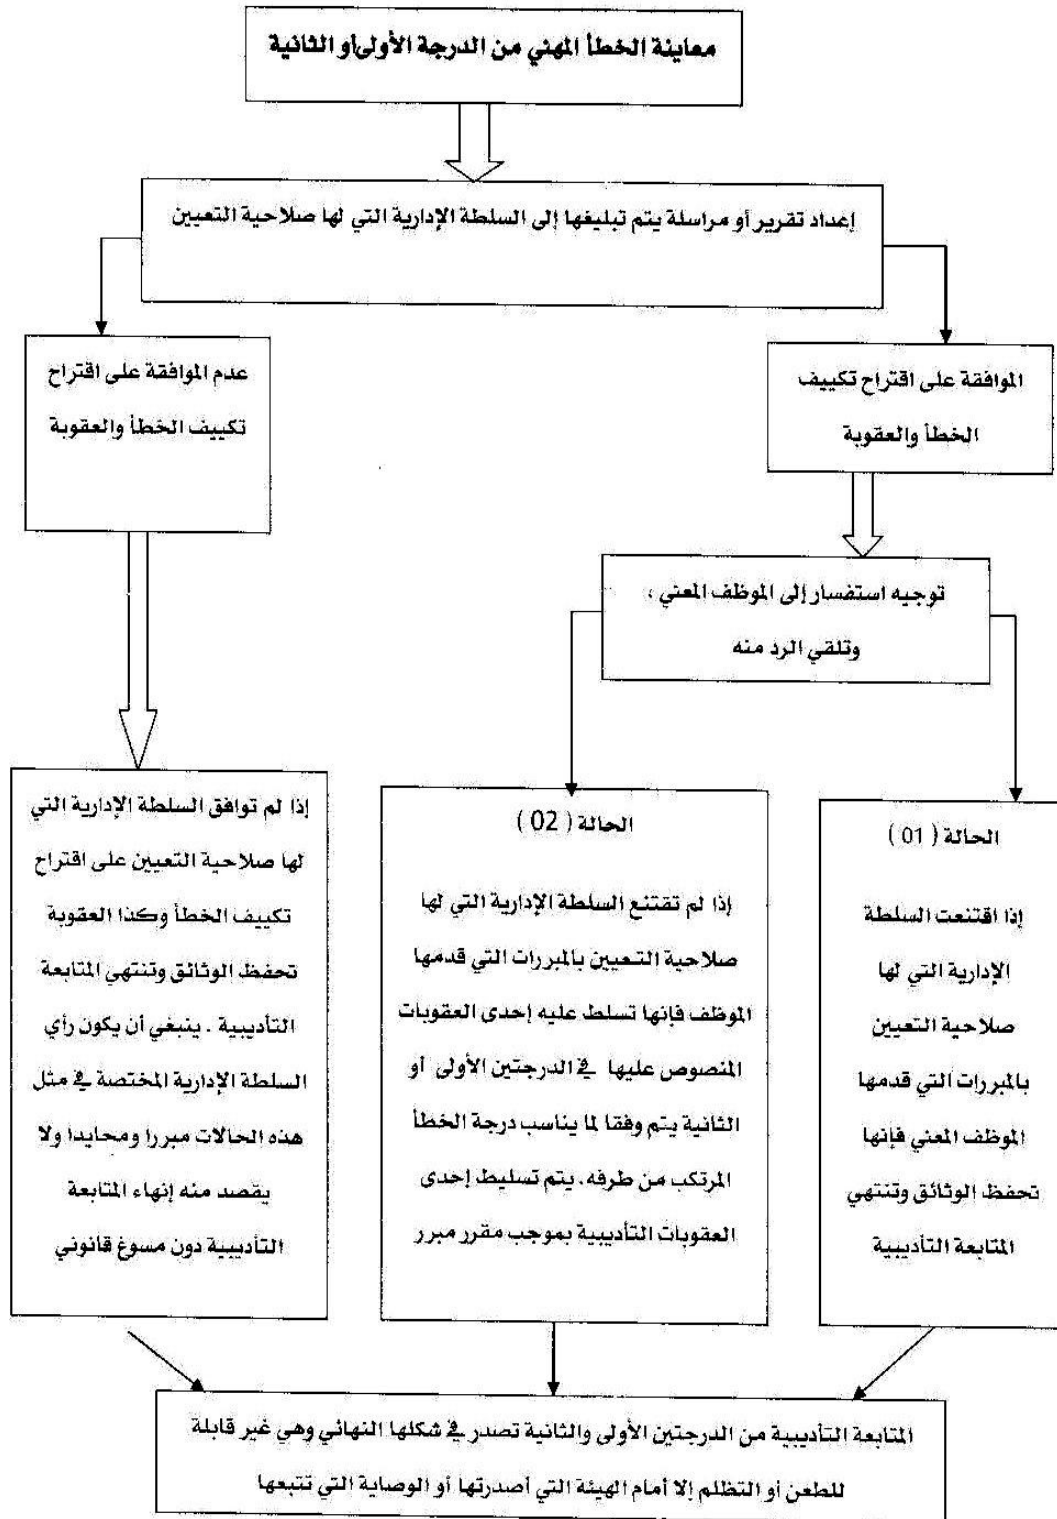 معاينة الخطأ المهني من الدرجة الأولى أو الثانية
إعداد تقرير أو مراسلة يتم تبليغها إلى السلطة الإدارية التي لها صلاحية التعيين
الموافقة على اقتراح تكييف
الخطأ والعقوبة
عدم الموافقة على اقتراح
تكييف الخطأ والعقوبة
توجيه استفسار إلى الموظف المعني ،
وتلقي الرد منه
الحالة ( 01 )
إذا اقتنعت السلطة
الإدارية التي لها
صلاحية التعيين
بالمبررات التي قدمها
الموظف المعني فإنها
تحفظ الوثائق وتنتهي
المتابعة التأديبية
الحالة ( 02 )
إذا لم تقتنع السلطة الإدارية التي لها
صلاحية التعيين بالمبررات التي قدمها
الموظف فإنها تسلط عليه إحدى العقوبات
المنصوص عليها في الدرجتين الأولى أو
الثانية يتم وفقا لما يناسب درجة الخطأ
المرتكب من طرفه. يتم تسليط إحدى
العقوبات التأديبية بموجب مقرر مبرر
إذا لم توافق السلطة الإدارية التي
لها صلاحية التعيين على اقتراح
تكييف الخطأ وكذا العقوبة
تحفظ الوثائق وتنتهي المتابعة
التأديبية . ينبغي أن يكون رأي
السلطة الإدارية المختصة في مثل
هذه الحالات مبررا ومحايدا ولا
يقصد منه إنهاء المتابعة
التأديبية دون مسوغ قانوني
المتابعة التأديبية من الدرجتين الأولى والثانية تصدر في شكلها النهائي وهي غير قابلة
للطعن أو التظلم إلا أمام الهيئة التي أصدرتها أو الوصاية التي تتبعها